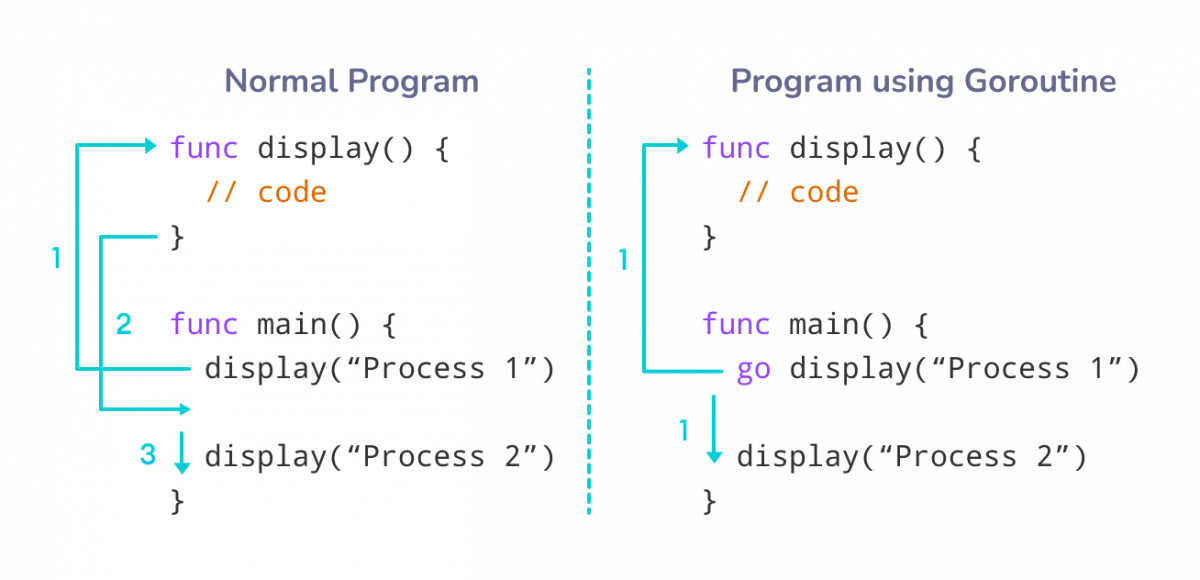 Normal Program
func display() {
// code
}
1
2
func main() {
display(“Process 1”)
3
display(“Process 2”)
}
Program using Goroutine
func display() {
// code
}
1
func main() {
go display(“Process 1”)
1
display(“Process 2”)
}